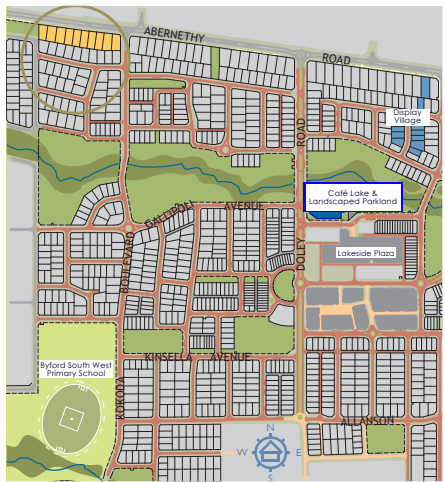 ABERNETHY
ROAD
Display
Village
ROAD
Café Lake &
Landscaped Parkland
GALLIPOLI
AVENUE
DOLEY
Lakeside Plaza
BOULEVARD
KINSELLA AVENUE
Byford South West
Primary School
KOKODA
ALLANSON
N
W E
S